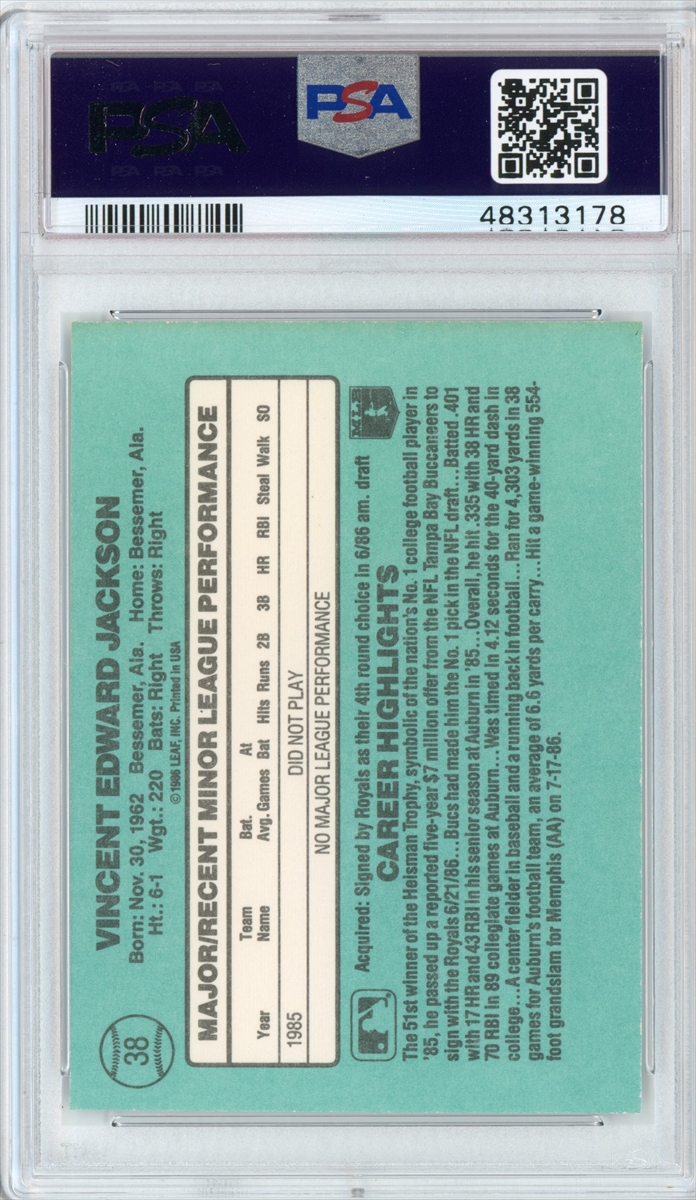 PSA PSA PSA
PSA
PSA PSA PSA
PSA
48313178
38
VINCENT EDWARD JACKSON
Born: Nov. 30, 1962 Bessemer, Ala. Home: Bessemer, Ala.
Ht.: 6-1 Wgt.: 220 Bats: Right Throws: Right
©1986 LEAF, INC. Printed in USA
MAJOR/RECENT MINOR LEAGUE PERFORMANCE
Team Bat. At
Year Name Avg. Games Bat Hits Runs 2B 3B HR RBI Steal Walk SO
1985 DID NOT PLAY
NO MAJOR LEAGUE PERFORMANCE
Acquired: Signed by Royals as their 4th round choice in 6/86 am. draft
MLB
CAREER HIGHLIGHTS
The 51st winner of the Heisman Trophy, symbolic of the nation's No. 1 college football player in
'85, he passed up a reported five-year $7 million offer from the NFL Tampa Bay Buccaneers to
sign with the Royals 6/21/86...Bucs had made him the No. 1 pick in the NFL draft...Batted .401
with 17 HR and 43 RBI in his senior season at Auburn in '85...Overall, he hit .335 with 38 HR and
70 RBI in 89 collegiate games at Auburn...Was timed in 4.12 seconds for the 40-yard dash in
college...A center fielder in baseball and a running back in football...Ran for 4,303 yards in 38
games for Auburn's football team, an average of 6.6 yards per carry...Hit a game-winning 554-
foot grandslam for Memphis (AA) on 7-17-86.